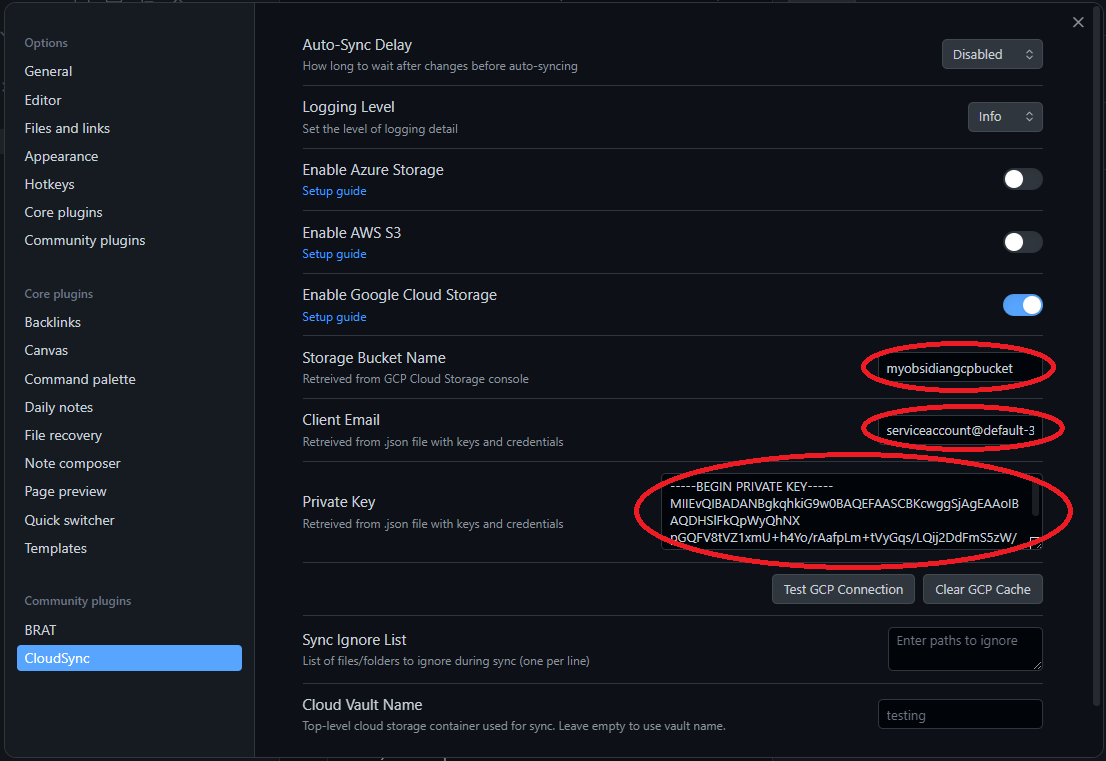 Options
General
Editor
Files and links
Appearance
Hotkeys
Core plugins
Community plugins
Core plugins
Backlinks
Canvas
Command palette
Daily notes
File recovery
Note composer
Page preview
Quick switcher
Templates
Community plugins
BRAT
CloudSync
Auto-Sync Delay
How long to wait after changes before auto-syncing
Disabled
Logging Level
Set the level of logging detail
Info
Enable Azure Storage
Setup guide
Enable AWS S3
Setup guide
Enable Google Cloud Storage
Setup guide
Storage Bucket Name
Retreived from GCP Cloud Storage console
myobsidiangcpbucket
Client Email
Retreived from .json file with keys and credentials
serviceaccount@default-3
Private Key
Retreived from .json file with keys and credentials
-----BEGIN PRIVATE KEY-----
MIIEvQIBADANBgkqhkiG9w0BAQEFAASCBKcwggSjAgEAAoIB
AQDHSlFkQpWyQhNX
pGQFV8tVZ1xmU+h4Yo/rAafpLm+tVyGqs/LQij2DdFmS5zW/
Test GCP Connection
Clear GCP Cache
Sync Ignore List
List of files/folders to ignore during sync (one per line)
Enter paths to ignore
Cloud Vault Name
Top-level cloud storage container used for sync. Leave empty to use vault name.
testing